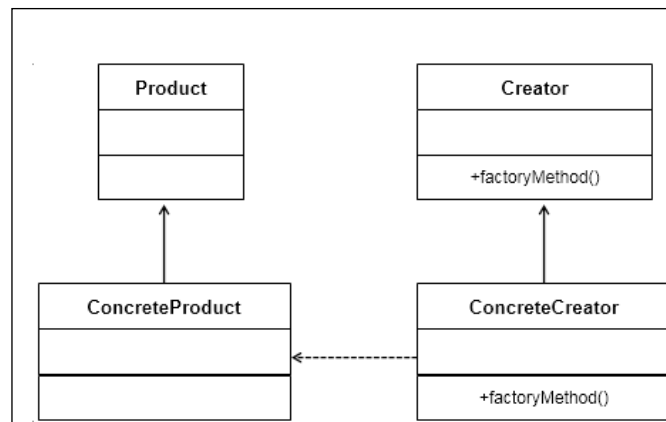 Product
Creator
+factoryMethod()
ConcreteProduct
ConcreteCreator
+factoryMethod()